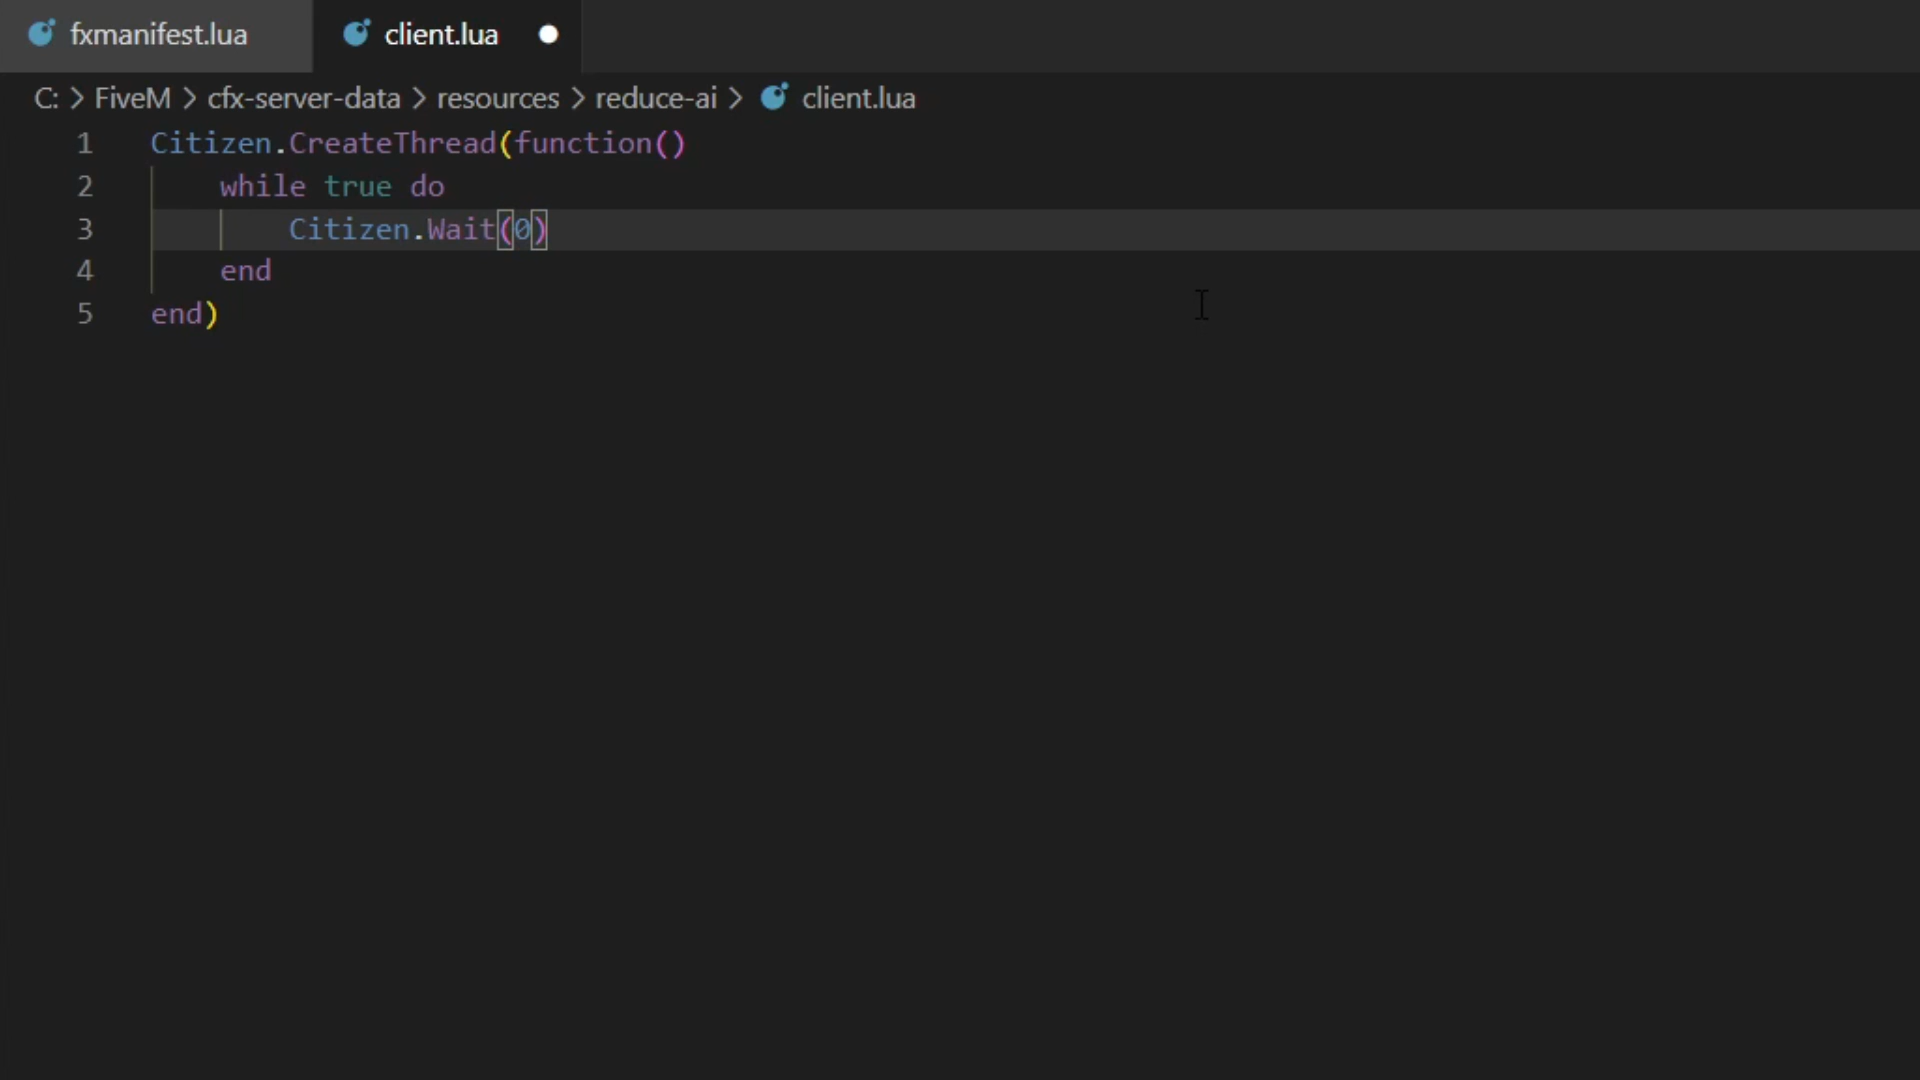 fxmanifest.lua client.lua
C: > FiveM > cfx-server-data > resources > reduce-ai > client.lua
1 Citizen.CreateThread(function()
2     while true do
3         Citizen.Wait(0)
4     end
5 end)